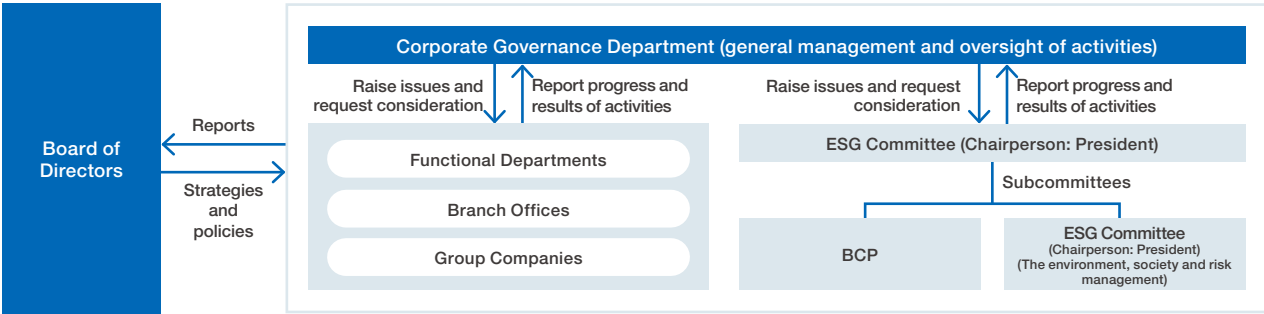 Corporate Governance Department (general management and oversight of activities)
Raise issues and
request consideration
Report progress and
results of activities
Raise issues and request
consideration
Report progress and
results of activities
Board of
Directors
Reports
Strategies
and
policies
Functional Departments
Branch Offices
Group Companies
ESG Committee (Chairperson: President)
Subcommittees
BCP
ESG Committee
(Chairperson: President)
(The environment, society and risk
management)